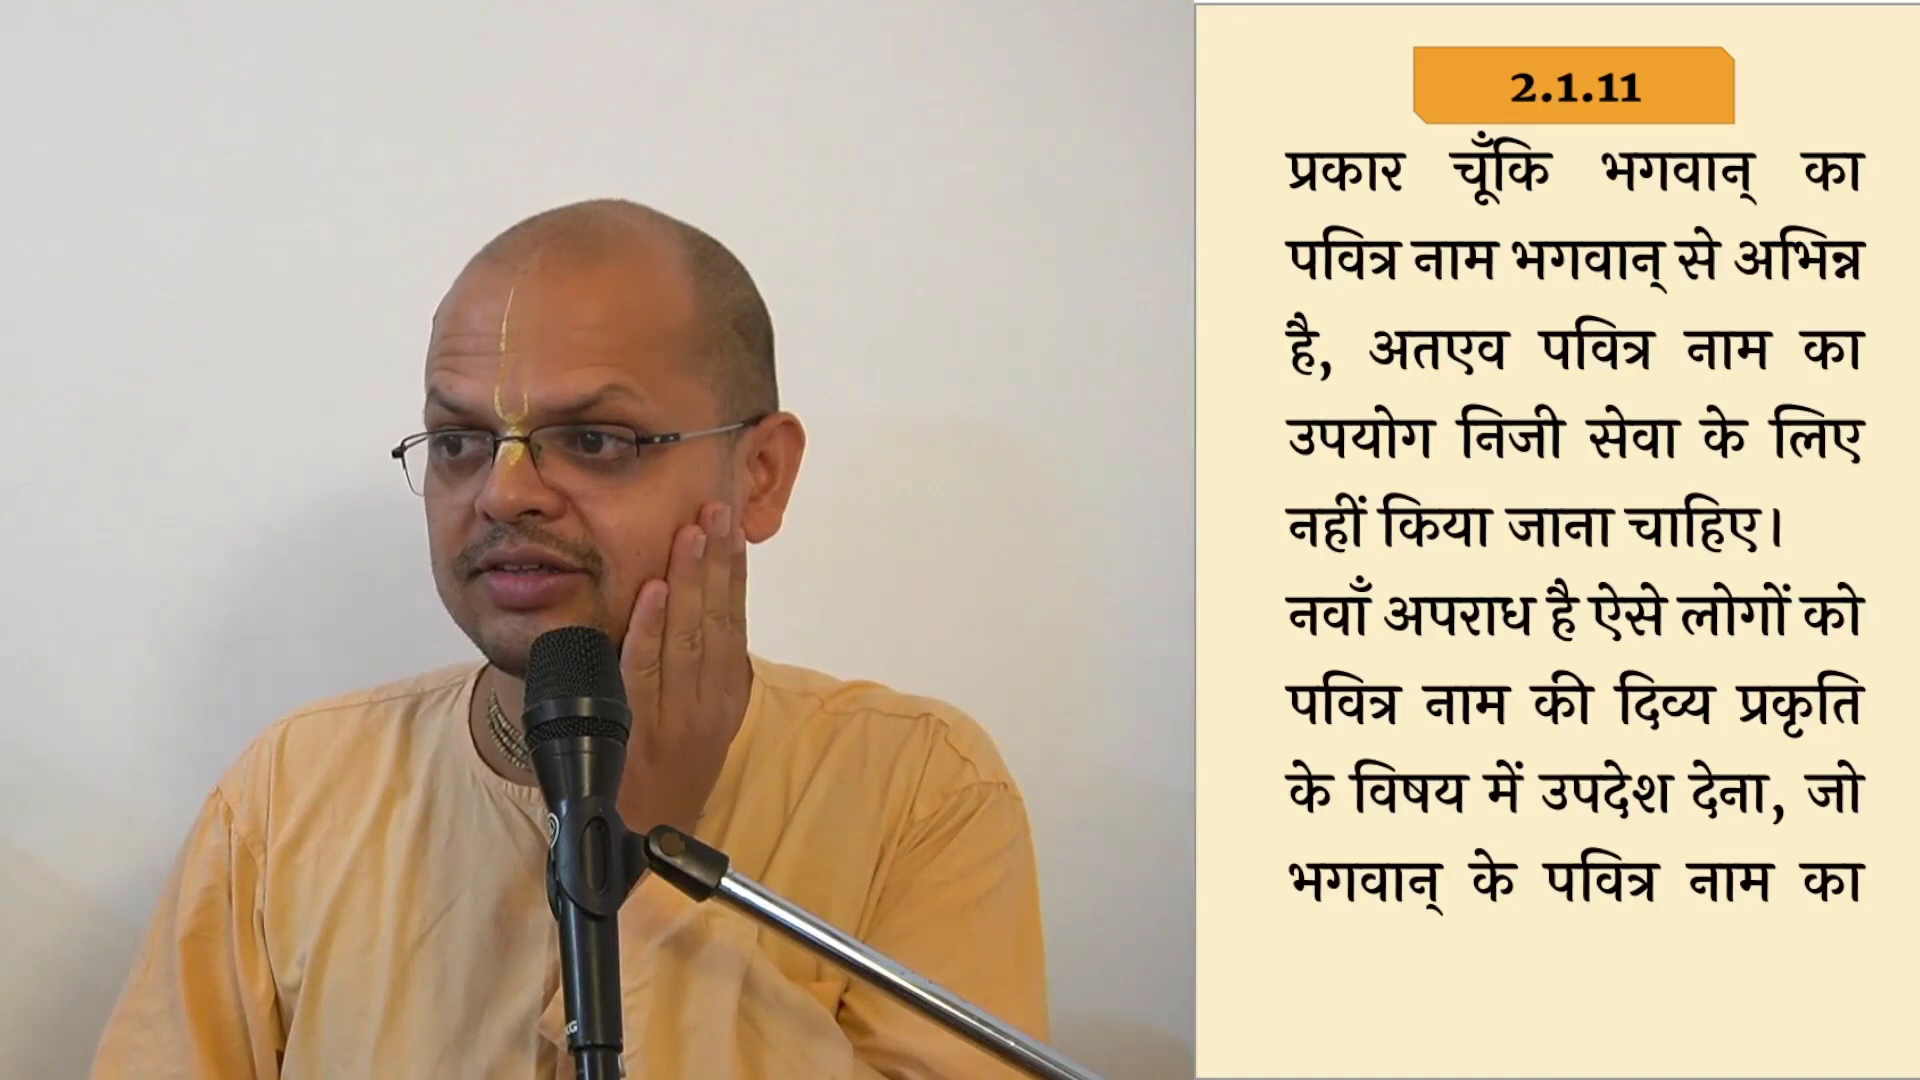 2.1.11
प्रकार चूँकि भगवान् का
पवित्र नाम भगवान् से अभिन्न
है, अतएव पवित्र नाम का
उपयोग निजी सेवा के लिए
नहीं किया जाना चाहिए।
नवाँ अपराध है ऐसे लोगों को
पवित्र नाम की दिव्य प्रकृति
के विषय में उपदेश देना, जो
भगवान् के पवित्र नाम का